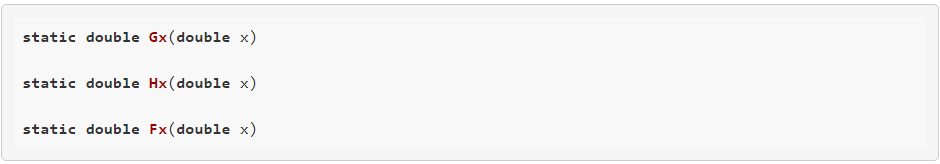 static double Gx(double x)
static double Hx(double x)
static double Fx(double x)